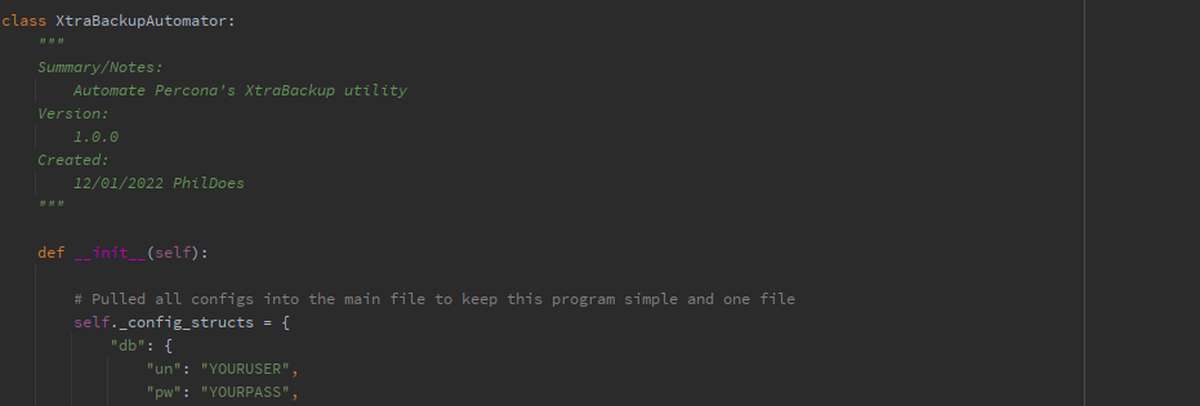 class XtraBackupAutomator:
"""
Summary/Notes:
Automate Percona's XtraBackup utility
Version:
1.0.0
Created:
12/01/2022 PhilDoes
"""
def __init__(self):
# Pulled all configs into the main file to keep this program simple and one file
self._config_structs = {
"db": {
"un": "YOURUSER",
"pw": "YOURPASS",